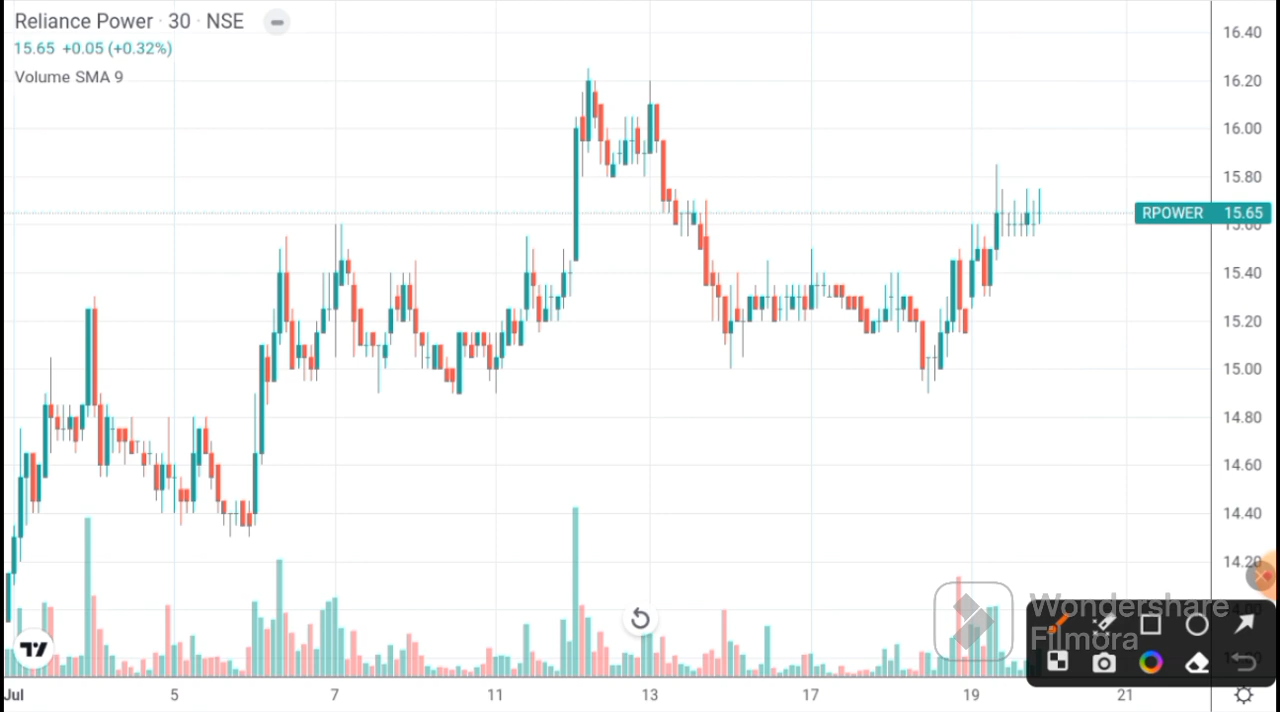 Reliance Power · 30 · NSE
15.65 +0.05 (+0.32%)
Volume SMA 9
16.40
16.20
16.00
15.80
RPOWER 15.65
15.60
15.40
15.20
15.00
14.80
14.60
14.40
14.20
Wondershare
Filmora
Jul 5 7 11 13 17 19 21